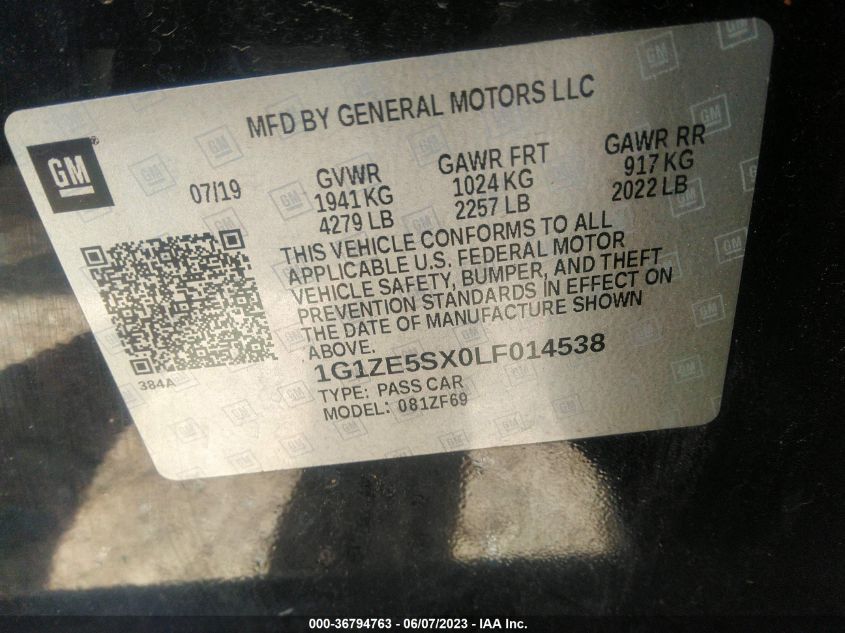 MFD BY GENERAL MOTORS LLC
GM
®
07/19
GVWR
1941 KG
4279 LB
GAWR FRT
1024 KG
2257 LB
GAWR RR
917 KG
2022 LB
THIS VEHICLE CONFORMS TO ALL
APPLICABLE U.S. FEDERAL MOTOR
VEHICLE SAFETY, BUMPER, AND THEFT
PREVENTION STANDARDS IN EFFECT ON
THE DATE OF MANUFACTURE SHOWN
ABOVE.
384A
1G1ZE5SX0LF014538
TYPE: PASS CAR
MODEL: 081ZF69
000-36794763 - 06/07/2023 - IAA Inc.